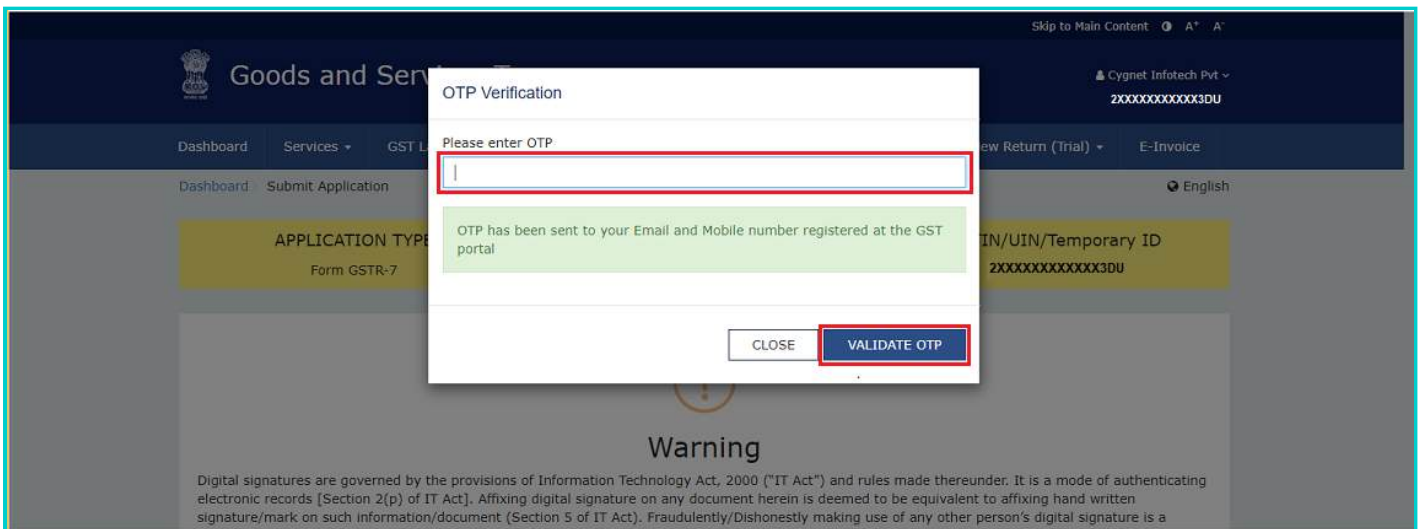 Skip to Main Content A+ A-
Goods and Serv
Cygnet Infotech Pvt
2XXXXXXXXXXX3DU
OTP Verification
Please enter OTP
Dashboard Services GST L ew Return (Trial) E-Invoice
Dashboard Submit Application English
OTP has been sent to your Email and Mobile number registered at the GST
portal
APPLICATION TYPE IN/UIN/Temporary ID
Form GSTR-7 2XXXXXXXXXXXX3DU
CLOSE VALIDATE OTP
Warning
Digital signatures are governed by the provisions of Information Technology Act, 2000 ("IT Act") and rules made thereunder. It is a mode of authenticating
electronic records [Section 2(p) of IT Act]. Affixing digital signature on any document herein is deemed to be equivalent to affixing hand written
signature/mark on such information/document (Section 5 of IT Act). Fraudulently/Dishonestly making use of any other person's digital signature is a